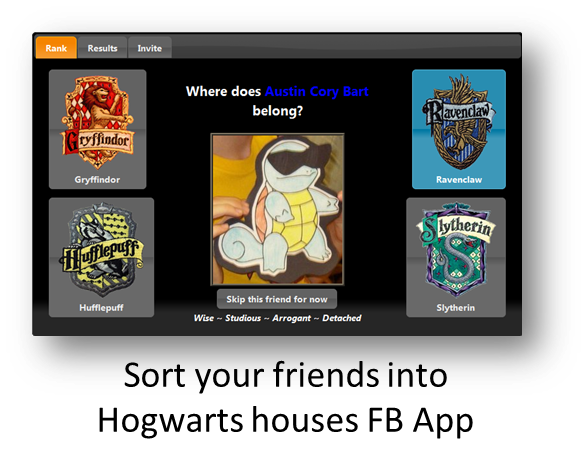 Rank Results Invite
Where does Austin Cory Bart
belong?
Gryffindor
Gryffindor
Ravenclaw
Ravenclaw
Hufflepuff
Hufflepuff
Slytherin
Slytherin
Skip this friend for now
Wise ~ Studious ~ Arrogant ~ Detached
Sort your friends into
Hogwarts houses FB App